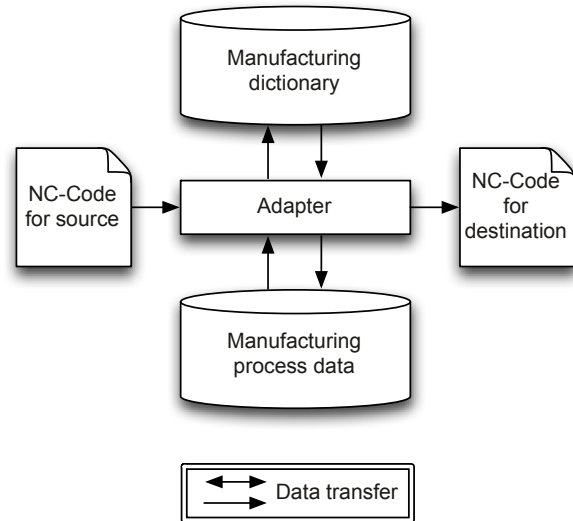 Manufacturing
dictionary
NC-Code
for source
Adapter
NC-Code
for
destination
Manufacturing
process data
Data transfer